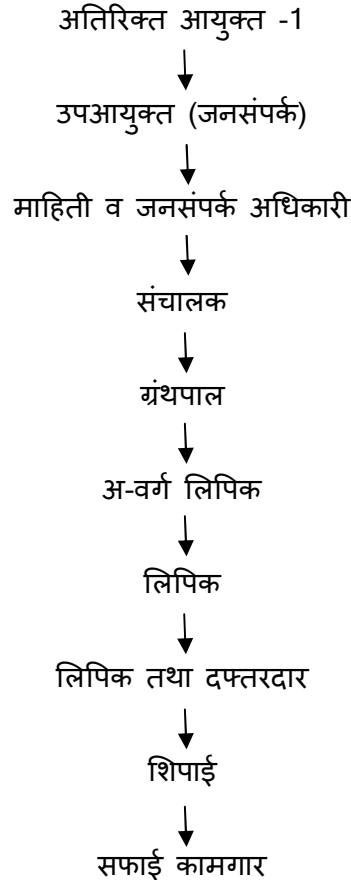 अतिरिक्त आयुक्त -1
उपआयुक्त (जनसंपर्क)
माहिती व जनसंपर्क अधिकारी
संचालक
ग्रंथपाल
अ-वर्ग लिपिक
लिपिक
लिपिक तथा दफ्तरदार
शिपाई
सफाई कामगार